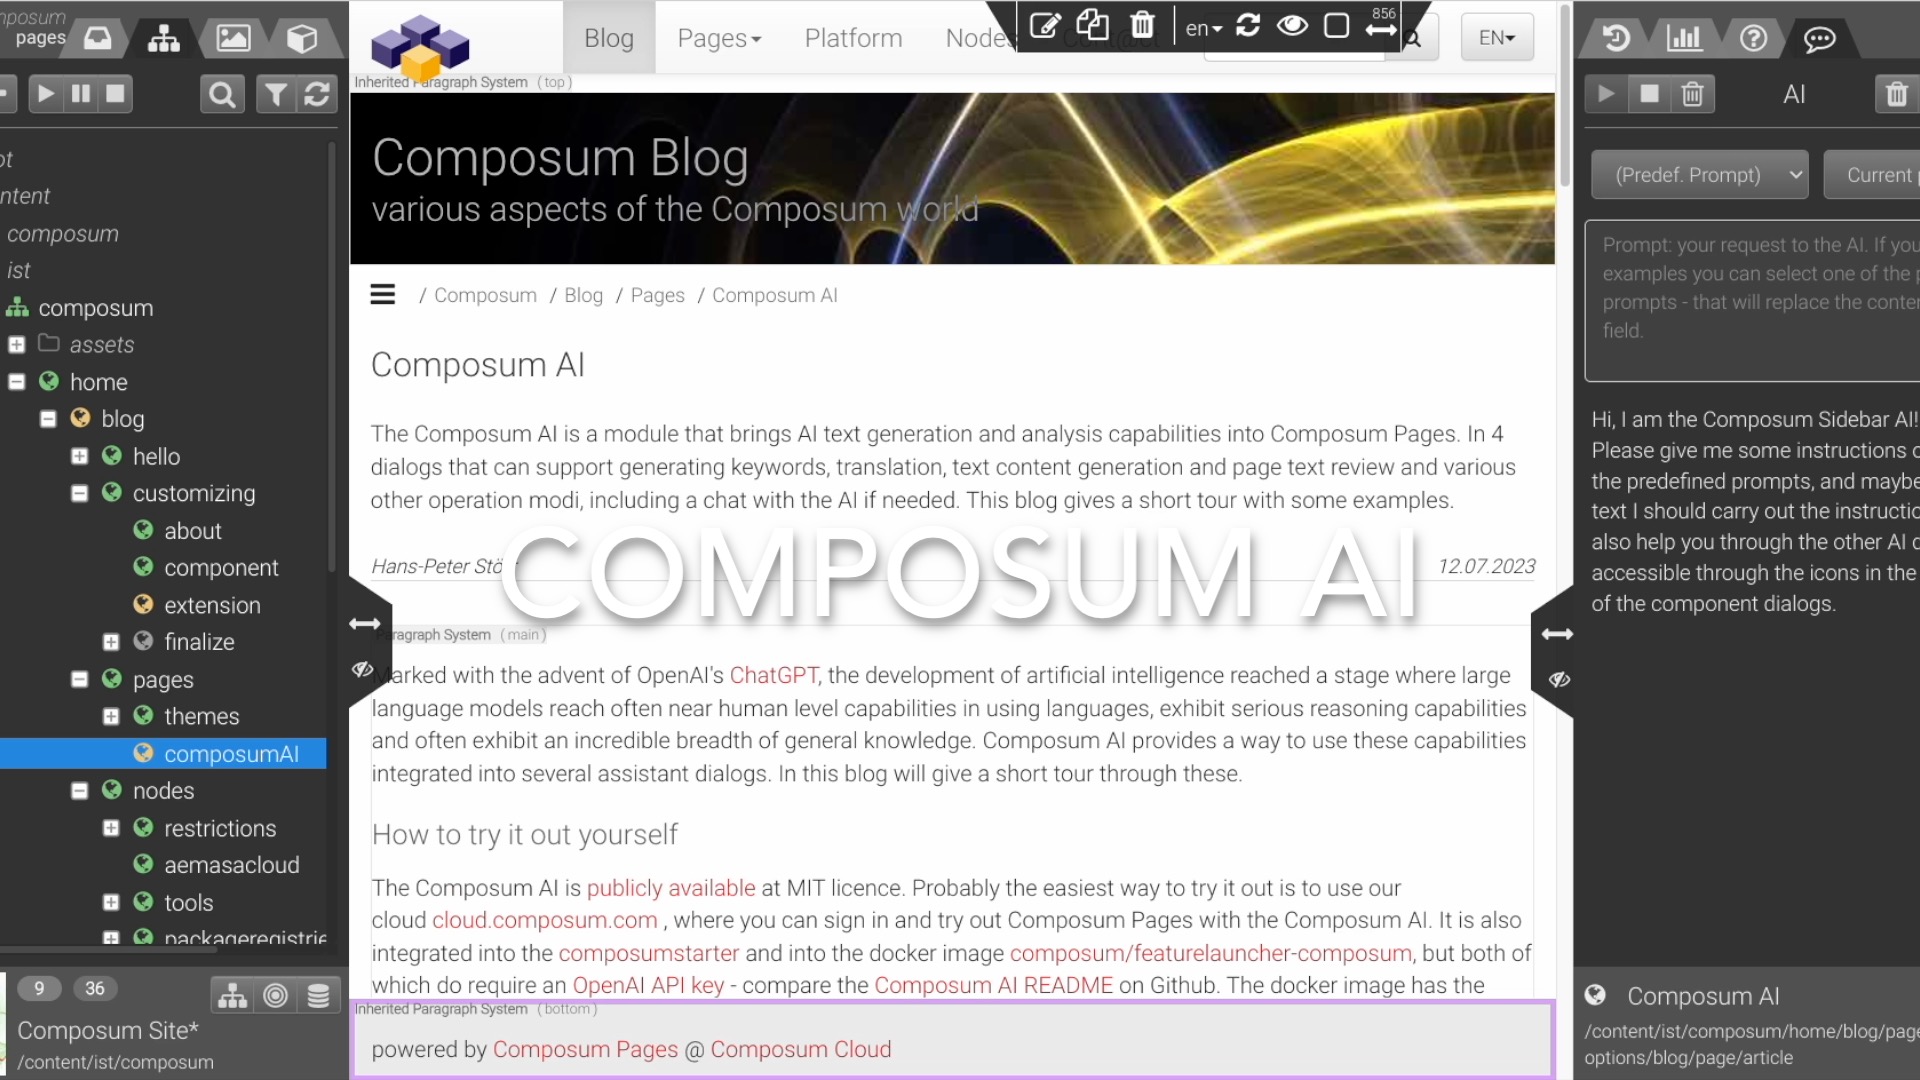 mposum
pages
ot
ntent
composum
ist
composum
assets
home
blog
hello
customizing
about
component
extension
finalize
pages
themes
composumAI
nodes
restrictions
aemasacloud
tools
packageregistrie
9 36
Composum Site*
/content/ist/composum
Blog Pages Platform Nodes
en
856
EN
Inherited Paragraph System (top)
Composum Blog
various aspects of the Composum world
/ Composum / Blog / Pages / Composum AI
Composum AI
The Composum AI is a module that brings AI text generation and analysis capabilities into Composum Pages. In 4
dialogs that can support generating keywords, translation, text content generation and page text review and various
other operation modi, including a chat with the AI if needed. This blog gives a short tour with some examples.
COMPOSUM AI
Hans-Peter 12.07.2023
Paragraph System (main)
Marked with the advent of OpenAI's ChatGPT, the development of artificial intelligence reached a stage where large
language models reach often near human level capabilities in using languages, exhibit serious reasoning capabilities
and often exhibit an incredible breadth of general knowledge. Composum AI provides a way to use these capabilities
integrated into several assistant dialogs. In this blog will give a short tour through these.
How to try it out yourself
The Composum AI is publicly available at MIT licence. Probably the easiest way to try it out is to use our
cloud cloud.composum.com , where you can sign in and try out Composum Pages with the Composum AI. It is also
integrated into the composumstarter and into the docker image composum/featurelauncher-composum, but both of
which do require an OpenAI API key - compare the Composum AI README on Github. The docker image has the
Inherited Paragraph System (bottom)
powered by Composum Pages @ Composum Cloud
AI
(Predef. Prompt) Current p
Prompt: your request to the AI. If you
examples you can select one of the p
prompts - that will replace the conten
field.
Hi, I am the Composum Sidebar AI!
Please give me some instructions o
the predefined prompts, and maybe
text I should carry out the instructio
also help you through the other AI d
accessible through the icons in the
of the component dialogs.
Composum AI
/content/ist/composum/home/blog/page
options/blog/page/article